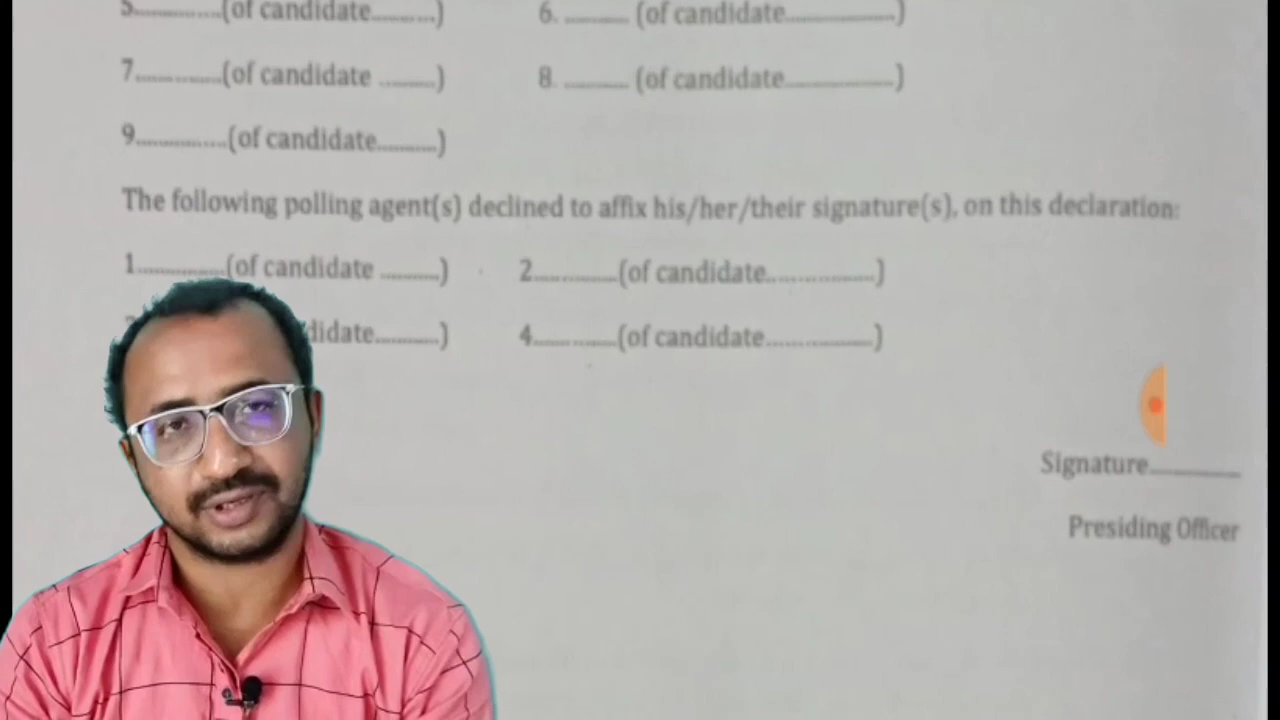 5..............(of candidate..........) 6. ............ (of candidate....................)
7..............(of candidate .........) 8. ............ (of candidate....................)
9...............(of candidate..........)
The following polling agent(s) declined to affix his/her/their signature(s), on this declaration:
1...............(of candidate ..........) 2..............(of candidate....................)
didate...........) 4..............(of candidate....................)
Signature................
Presiding Officer